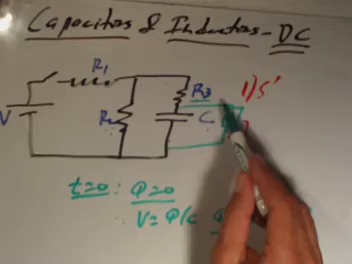 Capacitors & Inductors - DC
R₁
R₃
1) s'
V
R₂
C
t=0: Q=0
V= Q/C